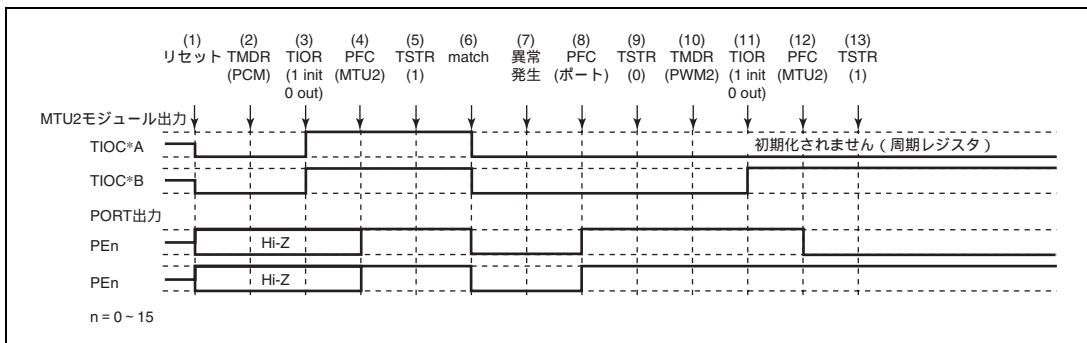 (1) (2) (3) (4) (5) (6) (7) (8) (9) (10) (11) (12) (13)
リセット TMDR TIOR PFC TSTR match 異常 PFC TSTR TMDR TIOR PFC TSTR
(PCM) (1 init (MTU2) (1) 発生 (ポート) (0) (PWM2) (1 init (MTU2) (1)
0 out) 0 out)
MTU2モジュール出力
TIOC*A 初期化されません(周期レジスタ)
TIOC*B
PORT出力
PEn Hi-Z
PEn Hi-Z
n = 0 ~ 15